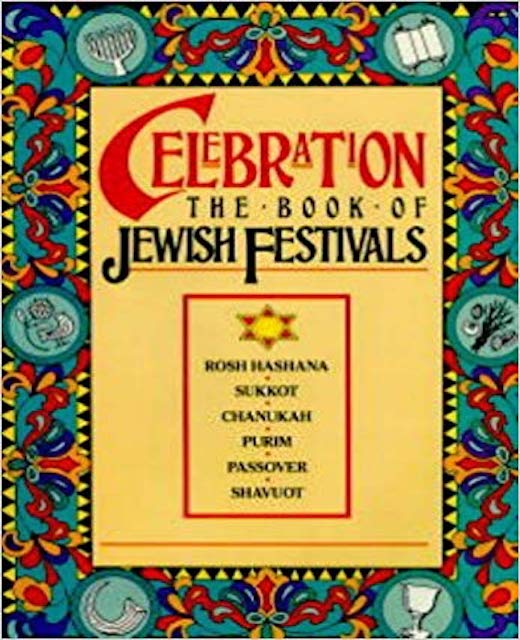 CELEBRATION
THE · BOOK · OF
JEWISH FESTIVALS
ROSH HASHANA
SUKKOT
CHANUKAH
PURIM
PASSOVER
SHAVUOT